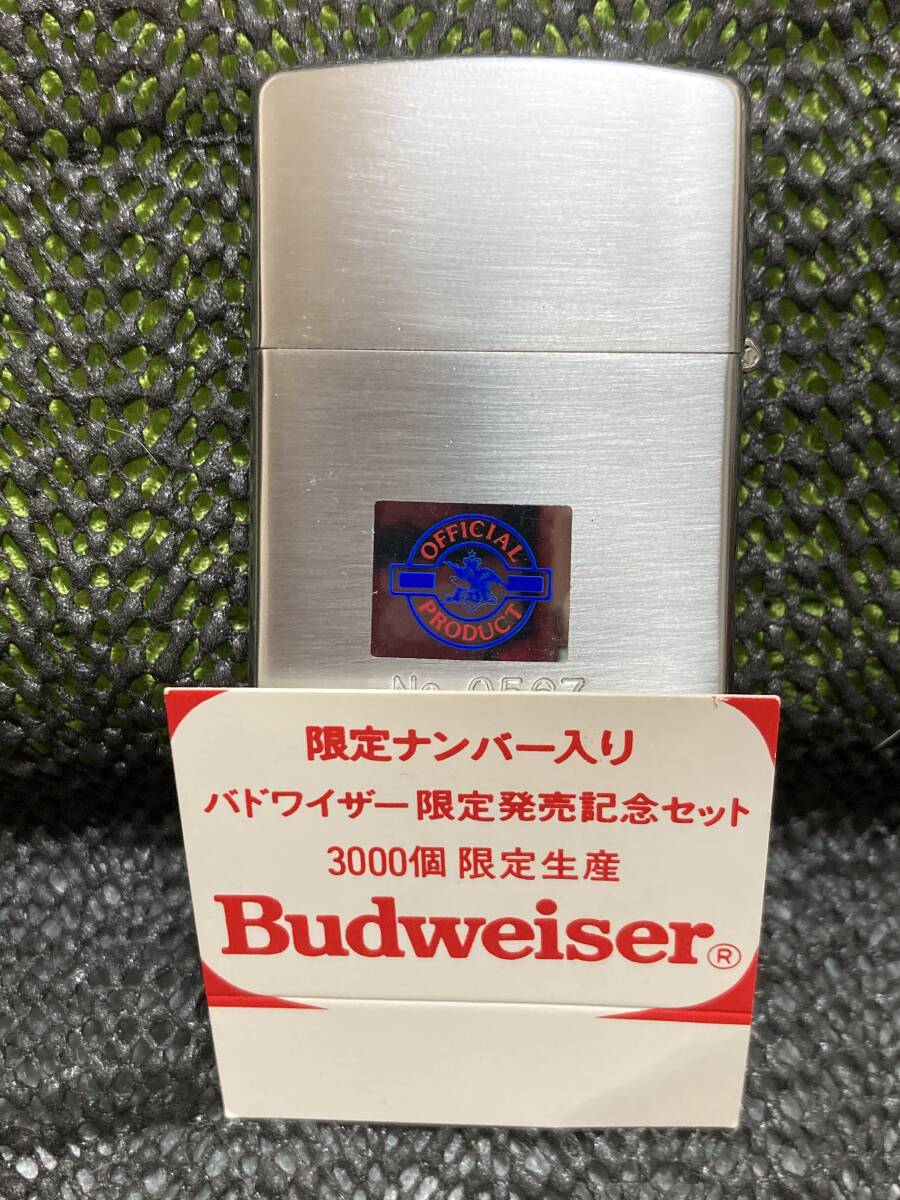 OFFICIAL
PRODUCT
No
限定ナンバー入り
バドワイザー限定発売記念セット
3000個 限定生産
Budweiser®